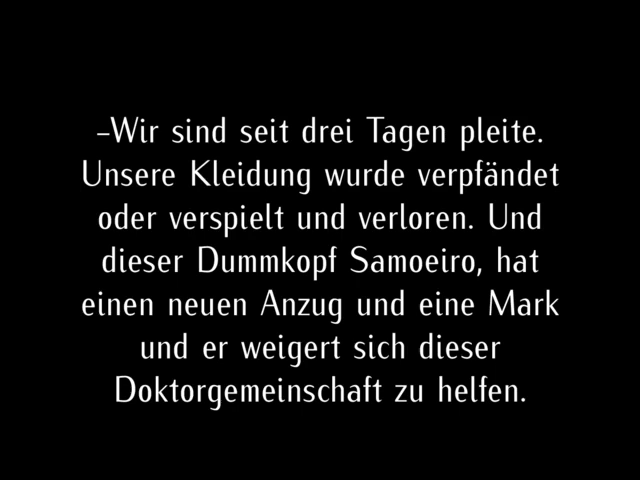 –Wir sind seit drei Tagen pleite.
Unsere Kleidung wurde verpfändet
oder verspielt und verloren. Und
dieser Dummkopf Samoeiro, hat
einen neuen Anzug und eine Mark
und er weigert sich dieser
Doktorgemeinschaft zu helfen.